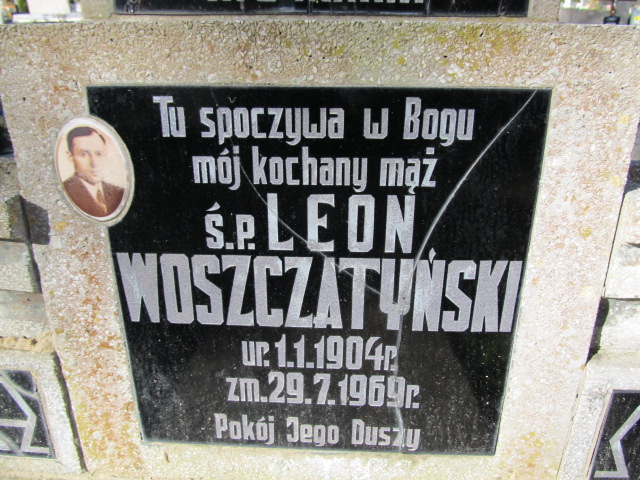 Tu spoczywa w Bogu
mój kochany mąż
ś.p. LEON
WOSZCZATYŃSKI
ur. 1.1.1904r.
zm. 29.7.1969r.
Pokój Jego Duszy